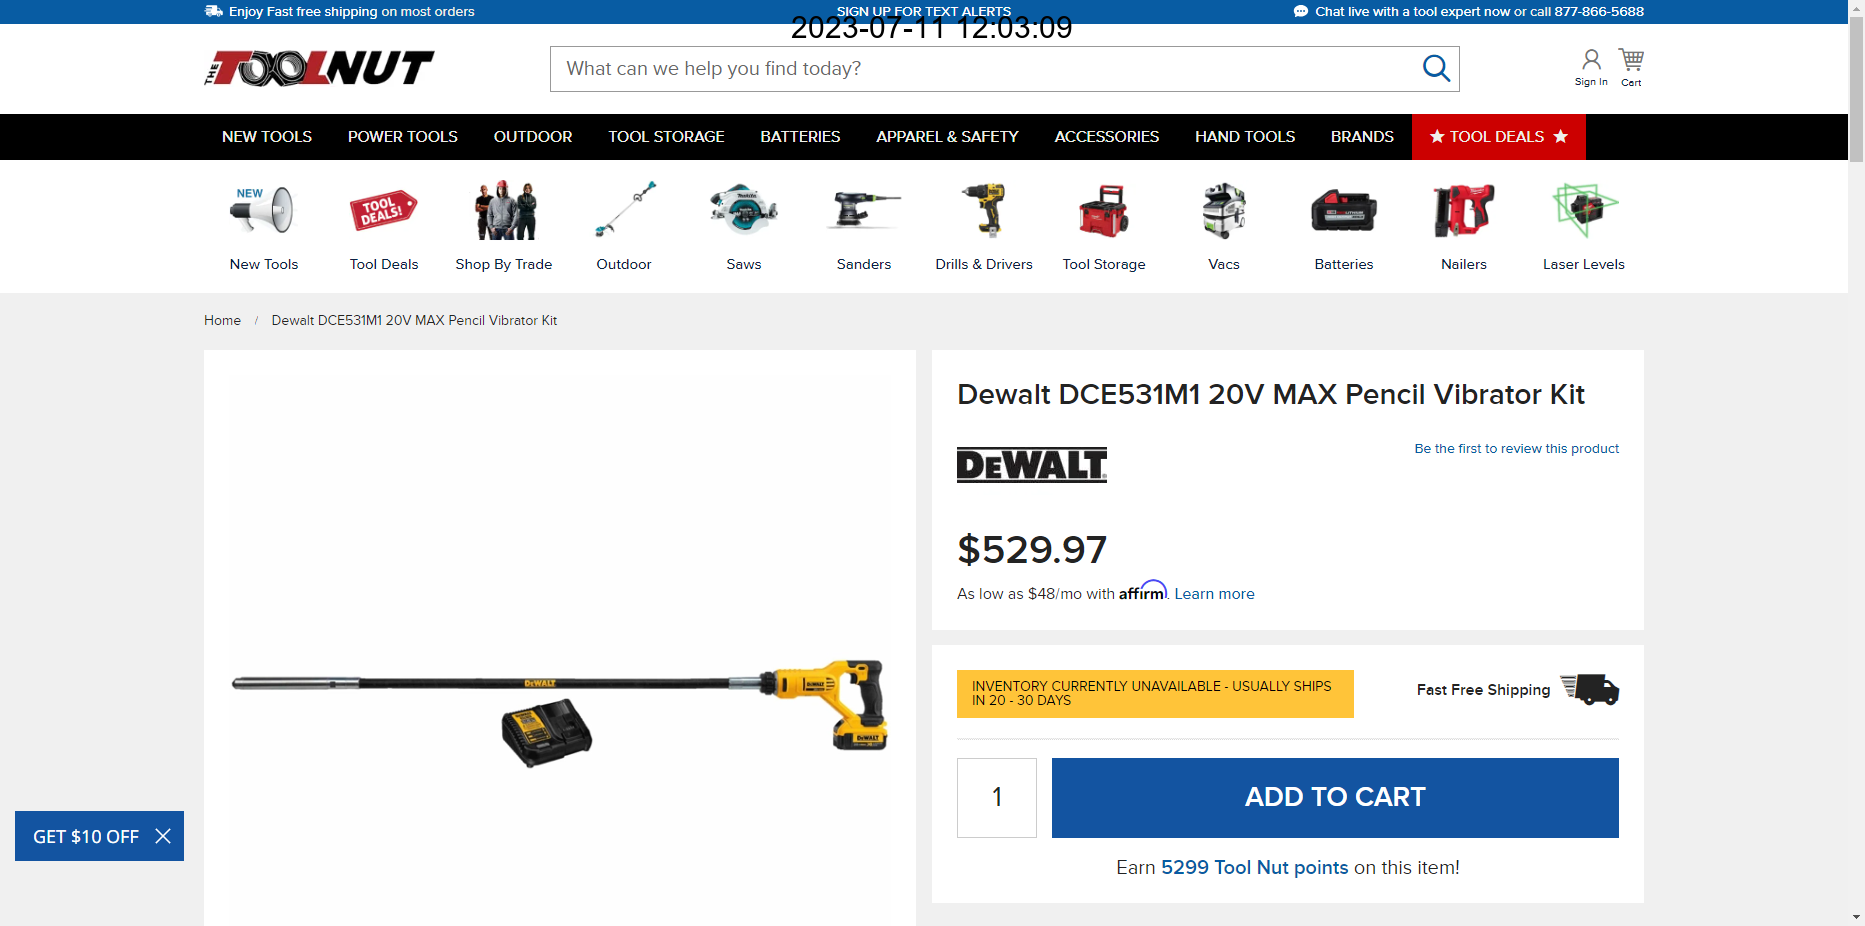 Enjoy Fast free shipping on most orders
SIGN UP FOR TEXT ALERTS
Chat live with a tool expert now or call 877-866-5688
2023-07-11 12:03:09
THE TOOLNUT
What can we help you find today?
Sign In
Cart
NEW TOOLS
POWER TOOLS
OUTDOOR
TOOL STORAGE
BATTERIES
APPAREL & SAFETY
ACCESSORIES
HAND TOOLS
BRANDS
TOOL DEALS
NEW
TOOL DEALS!
New Tools
Tool Deals
Shop By Trade
Outdoor
Saws
Sanders
Drills & Drivers
Tool Storage
Vacs
Batteries
Nailers
Laser Levels
Home / Dewalt DCE531M1 20V MAX Pencil Vibrator Kit
Dewalt DCE531M1 20V MAX Pencil Vibrator Kit
DEWALT
Be the first to review this product
$529.97
As low as $48/mo with affirm. Learn more
DEWALT
DEWALT
INVENTORY CURRENTLY UNAVAILABLE - USUALLY SHIPS
IN 20 - 30 DAYS
Fast Free Shipping
1
ADD TO CART
GET $10 OFF
Earn 5299 Tool Nut points on this item!